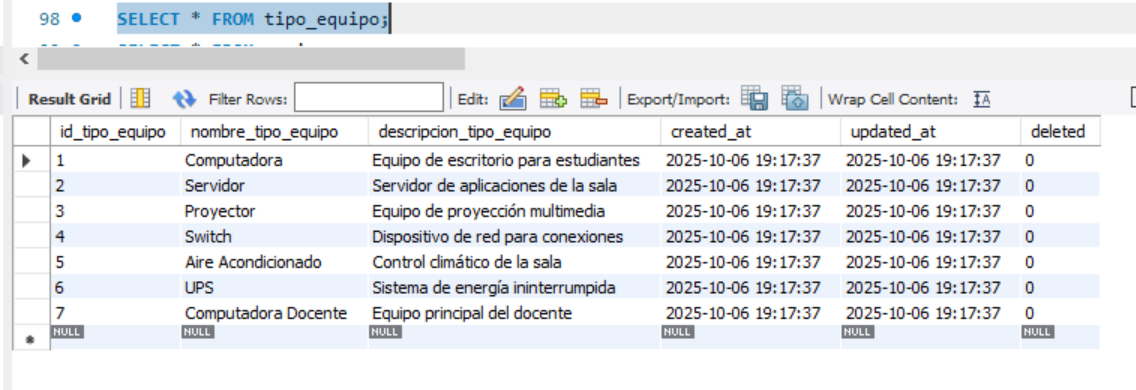 98 SELECT * FROM tipo_equipo;
Result Grid Filter Rows: Edit: Export/Import: Wrap Cell Content: IA
id_tipo_equipo nombre_tipo_equipo descripcion_tipo_equipo created_at updated_at deleted
1 Computadora Equipo de escritorio para estudiantes 2025-10-06 19:17:37 2025-10-06 19:17:37 0
2 Servidor Servidor de aplicaciones de la sala 2025-10-06 19:17:37 2025-10-06 19:17:37 0
3 Proyector Equipo de proyección multimedia 2025-10-06 19:17:37 2025-10-06 19:17:37 0
4 Switch Dispositivo de red para conexiones 2025-10-06 19:17:37 2025-10-06 19:17:37 0
5 Aire Acondicionado Control climático de la sala 2025-10-06 19:17:37 2025-10-06 19:17:37 0
6 UPS Sistema de energía ininterrumpida 2025-10-06 19:17:37 2025-10-06 19:17:37 0
7 Computadora Docente Equipo principal del docente 2025-10-06 19:17:37 2025-10-06 19:17:37 0
NULL NULL NULL NULL NULL NULL